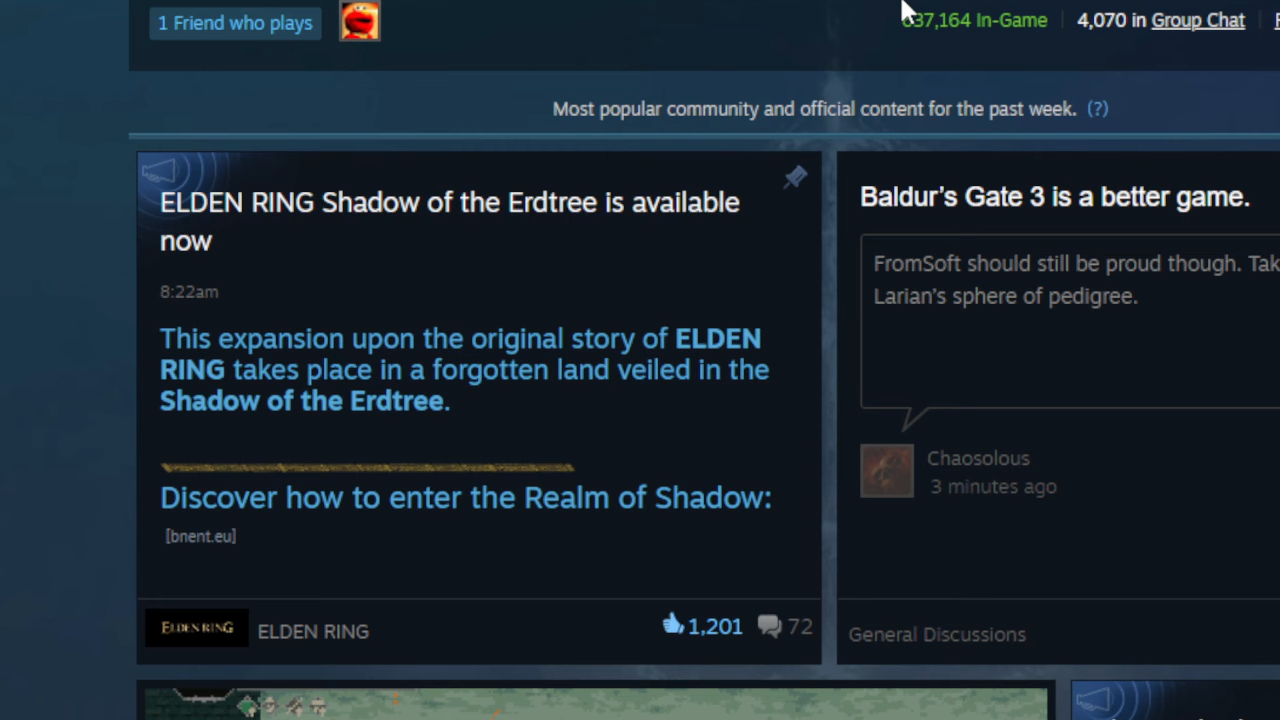 1 Friend who plays
37,164 In-Game
4,070 in Group Chat
Most popular community and official content for the past week. (?)
ELDEN RING Shadow of the Erdtree is available
now
8:22am
This expansion upon the original story of ELDEN
RING takes place in a forgotten land veiled in the
Shadow of the Erdtree.
Discover how to enter the Realm of Shadow:
[bnent.eu]
ELDEN RING
ELDEN RING
1,201
72
Baldur's Gate 3 is a better game.
FromSoft should still be proud though. Tak
Larian's sphere of pedigree.
Chaosolous
3 minutes ago
General Discussions